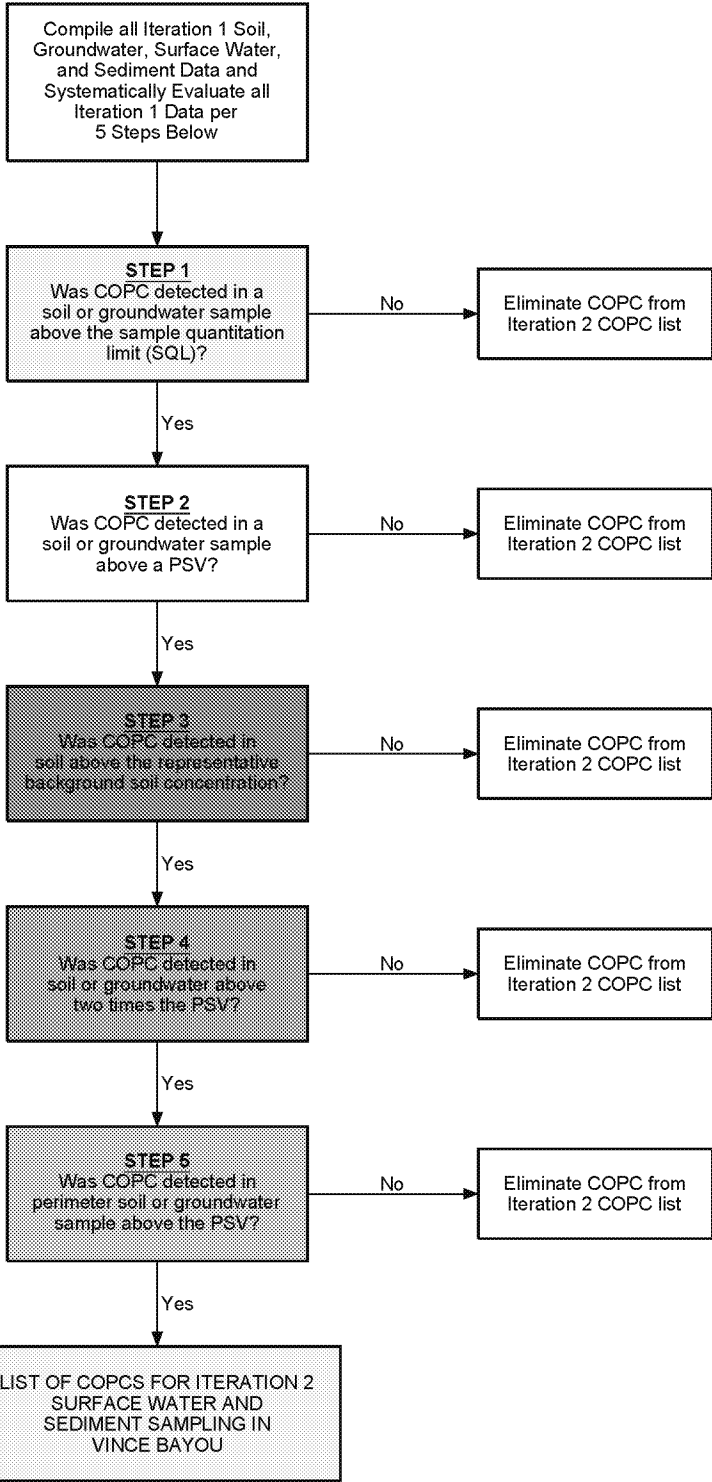 Compile all Iteration 1 Soil,
Groundwater, Surface Water,
and Sediment Data and
Systematically Evaluate all
Iteration 1 Data per
5 Steps Below
STEP 1
Was COPC detected in a
soil or groundwater sample
above the sample quantitation
limit (SQL)?
No
Eliminate COPC from
Iteration 2 COPC list
Yes
STEP 2
Was COPC detected in a
soil or groundwater sample
above a PSV?
No
Eliminate COPC from
Iteration 2 COPC list
Yes
STEP 3
Was COPC detected in
soil above the representative
background soil concentration?
No
Eliminate COPC from
Iteration 2 COPC list
Yes
STEP 4
Was COPC detected in
soil or groundwater above
two times the PSV?
No
Eliminate COPC from
Iteration 2 COPC list
Yes
STEP 5
Was COPC detected in
perimeter soil or groundwater
sample above the PSV?
No
Eliminate COPC from
Iteration 2 COPC list
Yes
LIST OF COPCS FOR ITERATION 2
SURFACE WATER AND
SEDIMENT SAMPLING IN
VINCE BAYOU